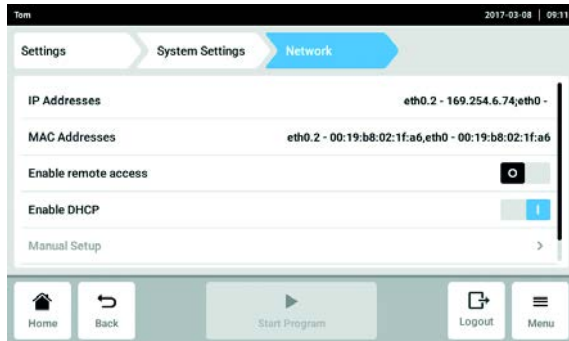 Tom 2017-03-08 | 09:11
Settings System Settings Network
IP Addresses eth0.2 - 169.254.6.74;eth0 -
MAC Addresses eth0.2 - 00:19:b8:02:1f:a6,eth0 - 00:19:b8:02:1f:a6
Enable remote access O
Enable DHCP I
Manual Setup >
Home Back Start Program Logout Menu